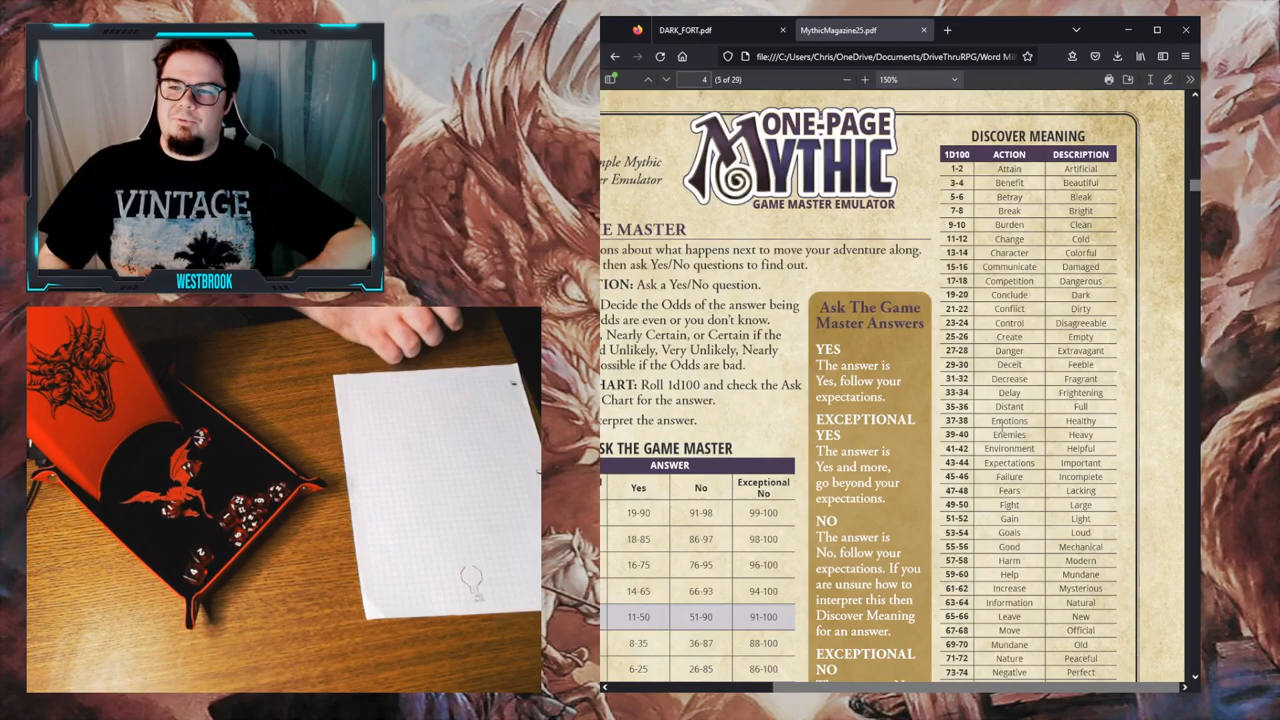 VINTAGE
WESTBROOK
DARK_FORT.pdf
MythicMagazine25.pdf
file:///C:/Users/Chris/OneDrive/Documents/DriveThruRPG/Word Mil
4 (5 of 29)
150%
mple Mythic
r Emulator
ONE-PAGE
MYTHIC
GAME MASTER EMULATOR
E MASTER
ons about what happens next to move your adventure along.
then ask Yes/No questions to find out.
ION: Ask a Yes/No question.
Decide the Odds of the answer being
dds are even or you don't know.
, Nearly Certain, or Certain if the
d Unlikely, Very Unlikely, Nearly
ossible if the Odds are bad.
HART: Roll 1d100 and check the Ask
Chart for the answer.
erpret the answer.
SK THE GAME MASTER
ANSWER
Yes No Exceptional No
19-90 91-98 99-100
18-85 86-97 98-100
16-75 76-95 96-100
14-65 66-93 94-100
11-50 51-90 91-100
8-35 36-87 88-100
6-25 26-85 86-100
Ask The Game
Master Answers
YES
The answer is
Yes, follow your
expectations.
EXCEPTIONAL
YES
The answer is
Yes and more,
go beyond your
expectations.
NO
The answer is
No, follow your
expectations. If you
are unsure how to
interpret this then
Discover Meaning
for an answer.
EXCEPTIONAL
NO
DISCOVER MEANING
1D100 ACTION DESCRIPTION
1-2 Attain Artificial
3-4 Benefit Beautiful
5-6 Betray Bleak
7-8 Break Bright
9-10 Burden Clean
11-12 Change Cold
13-14 Character Colorful
15-16 Communicate Damaged
17-18 Competition Dangerous
19-20 Conclude Dark
21-22 Conflict Dirty
23-24 Control Disagreeable
25-26 Create Empty
27-28 Danger Extravagant
29-30 Deceit Feeble
31-32 Decrease Fragrant
33-34 Delay Frightening
35-36 Distant Full
37-38 Emotions Healthy
39-40 Enemies Heavy
41-42 Environment Helpful
43-44 Expectations Important
45-46 Failure Incomplete
47-48 Fears Lacking
49-50 Fight Large
51-52 Gain Light
53-54 Goals Loud
55-56 Good Mechanical
57-58 Harm Modern
59-60 Help Mundane
61-62 Increase Mysterious
63-64 Information Natural
65-66 Leave New
67-68 Move Official
69-70 Mundane Old
71-72 Nature Peaceful
73-74 Negative Perfect